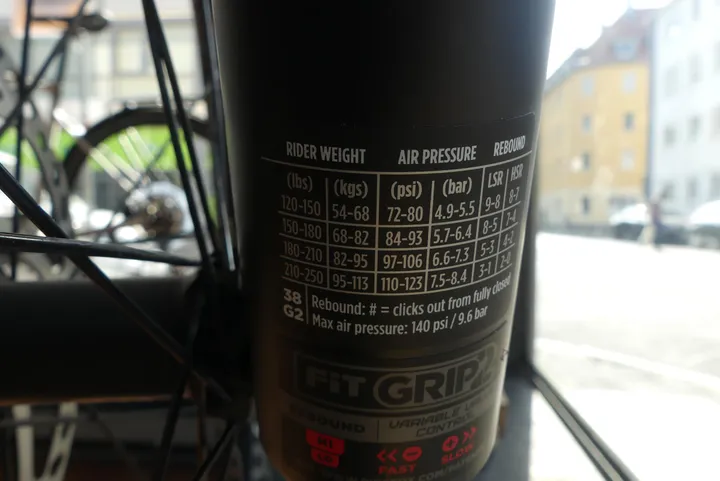 RIDER WEIGHT AIR PRESSURE REBOUND
(lbs) (kgs) (psi) (bar) LSR HSR
120-150 54-68 72-80 4.9-5.5 9-8 8-7
150-180 68-82 84-93 5.7-6.4 8-5 7-4
180-210 82-95 97-106 6.6-7.3 5-3 4-2
210-250 95-113 110-123 7.5-8.4 3-1 2-0
38 G2
Rebound: # = clicks out from fully closed
Max air pressure: 140 psi / 9.6 bar
FiT GRIP2
REBOUND VARIABLE
CONTROL
FAST SLOW